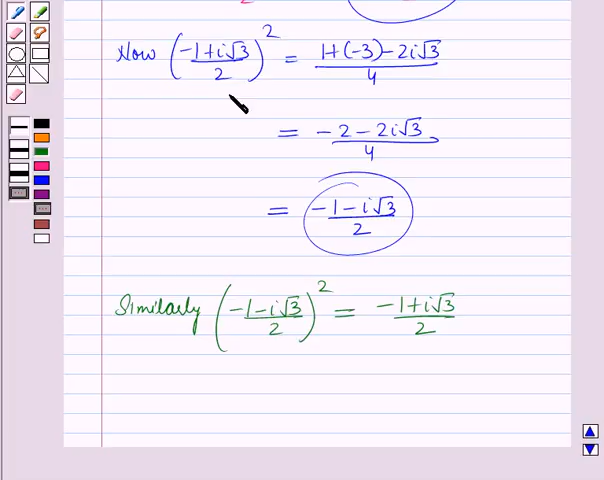 Now (-1+i√3/2)² = 1+(-3)-2i√3/4
= -2-2i√3/4
= -1-i√3/2
Similarly (-1-i√3/2)² = -1+i√3/2